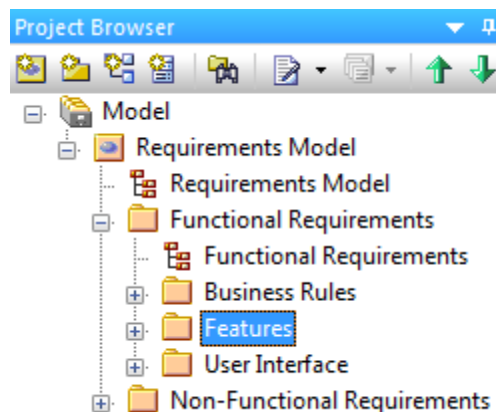 Project Browser
Model
Requirements Model
Requirements Model
Functional Requirements
Functional Requirements
Business Rules
Features
User Interface
Non-Functional Requirements